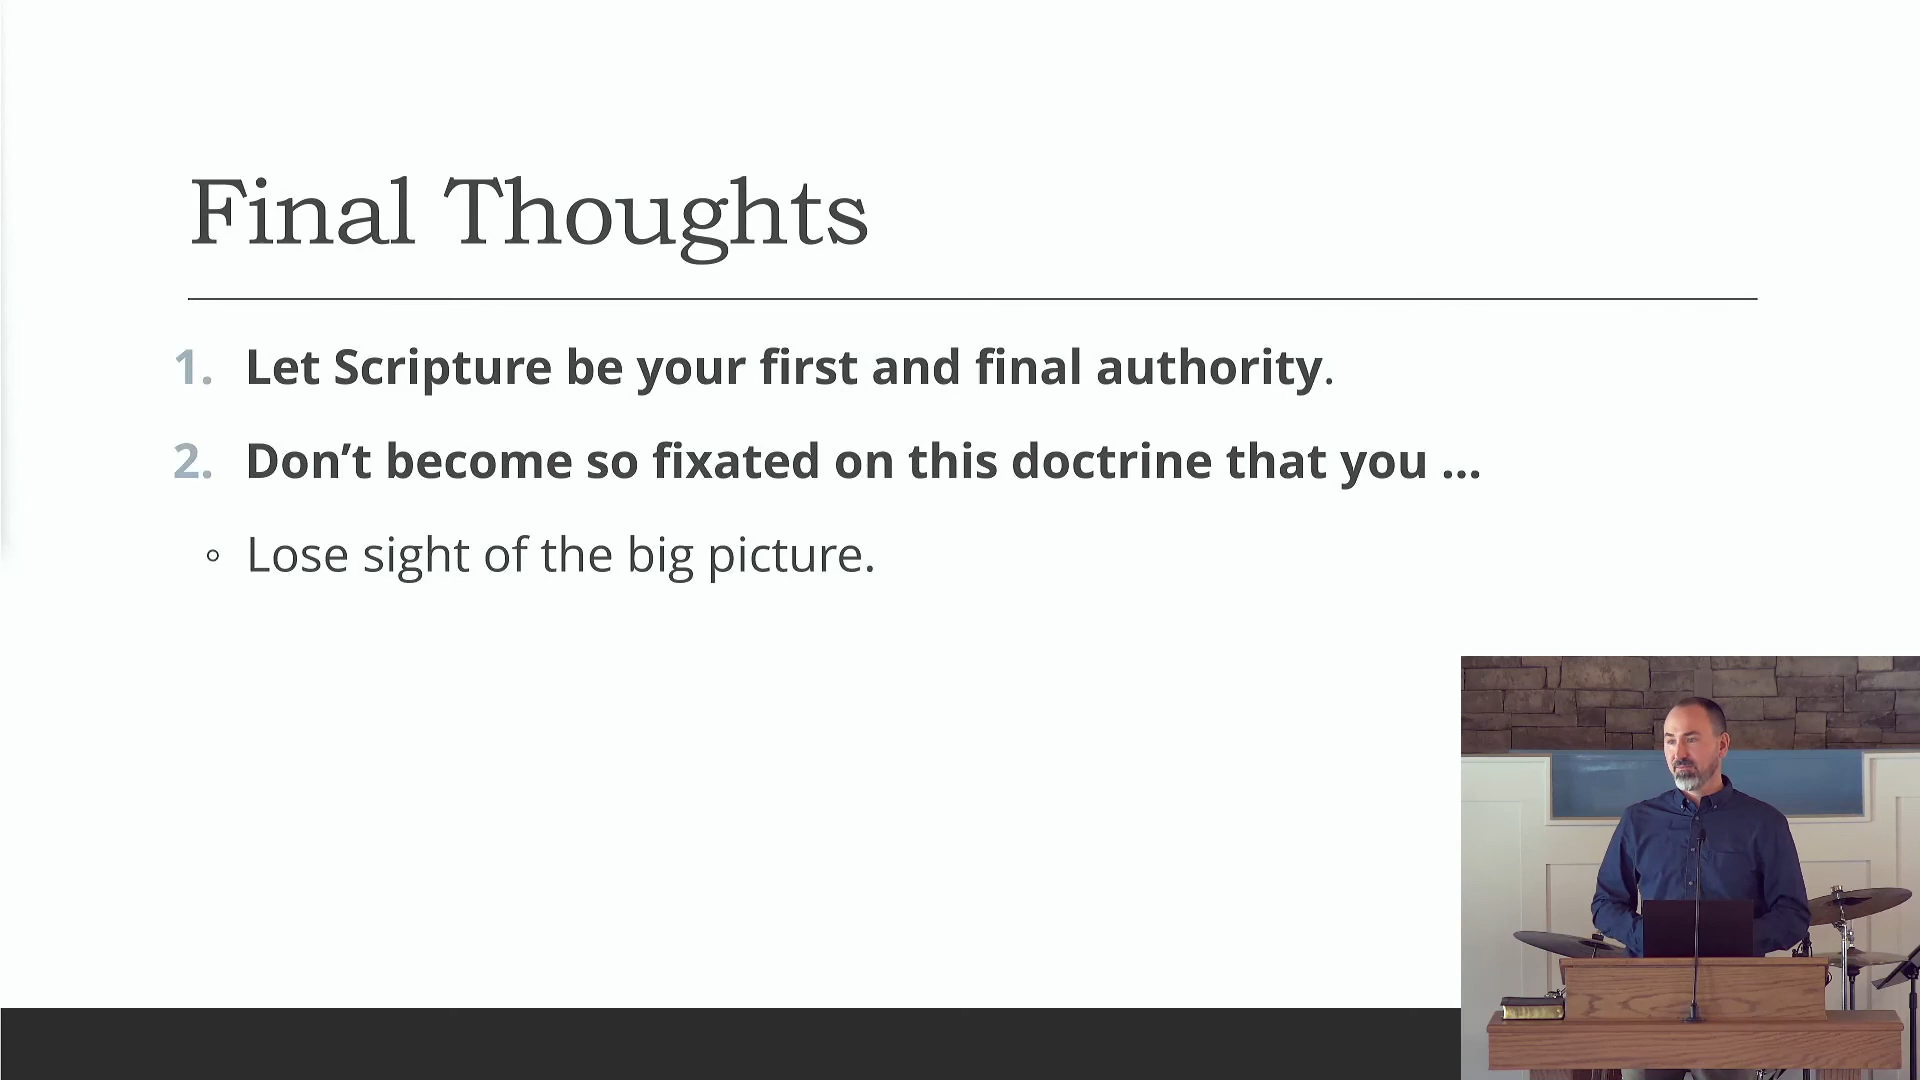 Final Thoughts
1. Let Scripture be your first and final authority.
2. Don’t become so fixated on this doctrine that you ...
◦ Lose sight of the big picture.